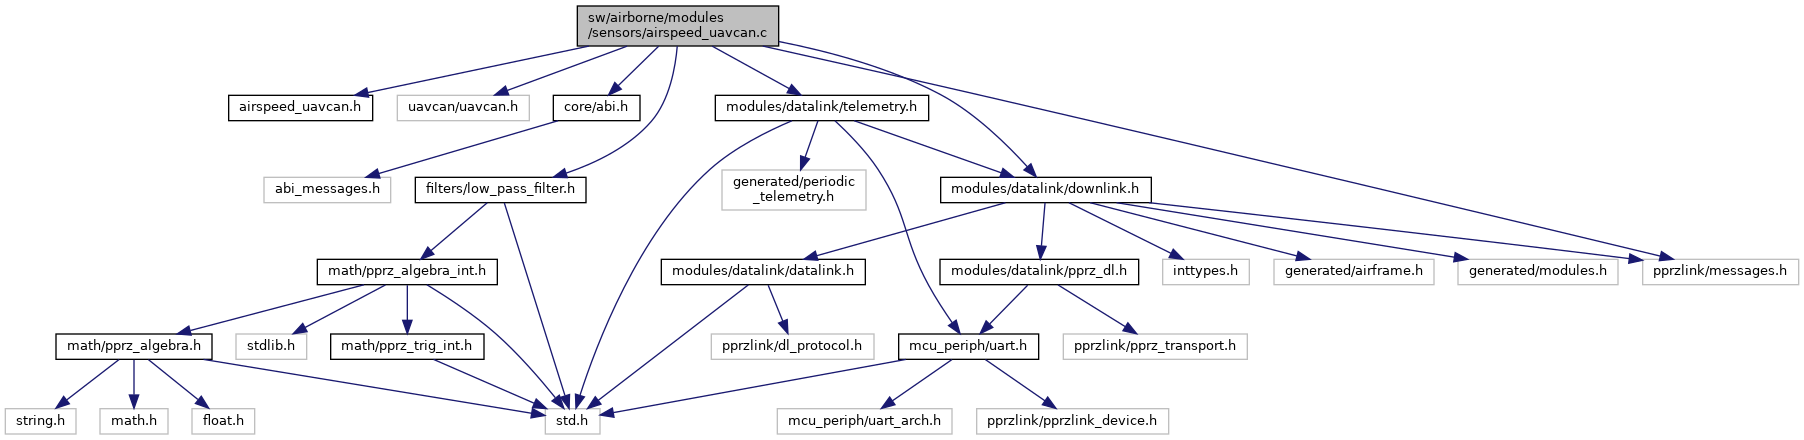 sw/airborne/modules
/sensors/airspeed_uavcan.c
airspeed_uavcan.h
uavcan/uavcan.h
core/abi.h
modules/datalink/telemetry.h
abi_messages.h
filters/low_pass_filter.h
generated/periodic
_telemetry.h
modules/datalink/downlink.h
math/pprz_algebra_int.h
modules/datalink/datalink.h
modules/datalink/pprz_dl.h
inttypes.h
generated/airframe.h
generated/modules.h
pprzlink/messages.h
math/pprz_algebra.h
stdlib.h
math/pprz_trig_int.h
pprzlink/dl_protocol.h
mcu_periph/uart.h
pprzlink/pprz_transport.h
string.h
math.h
float.h
std.h
mcu_periph/uart_arch.h
pprzlink/pprzlink_device.h